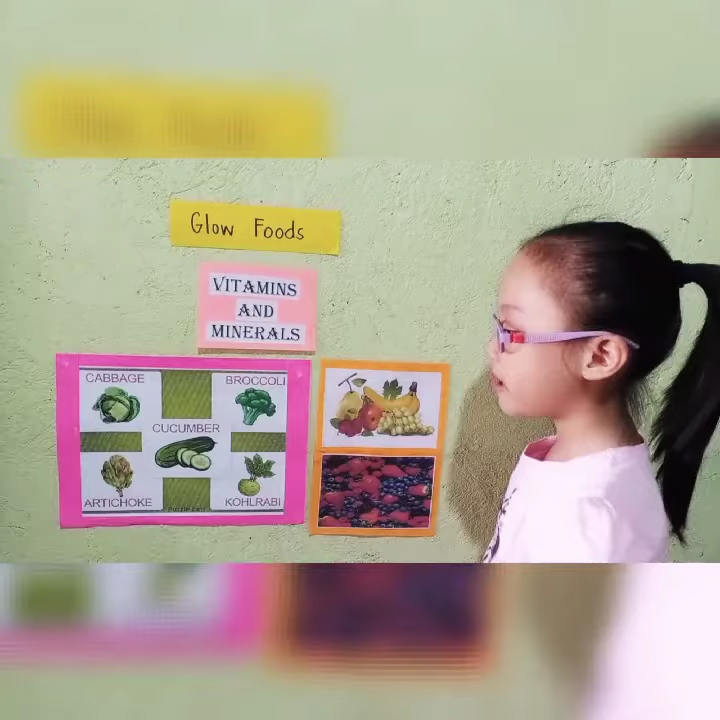 Glow Foods
VITAMINS
AND
MINERALS
CABBAGE
BROCCOLI
CUCUMBER
ARTICHOKE
KOHLRABI